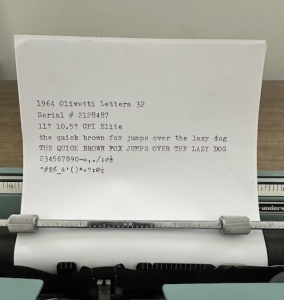 1964 Olivetti Lettera 32
Serial # 2128487
117 10.57 CPI Elite
the quick brown fox jumps over the lazy dog
THE QUICK BROWN FOX JUMPS OVER THE LAZY DOG
234567890-=,./;
underw